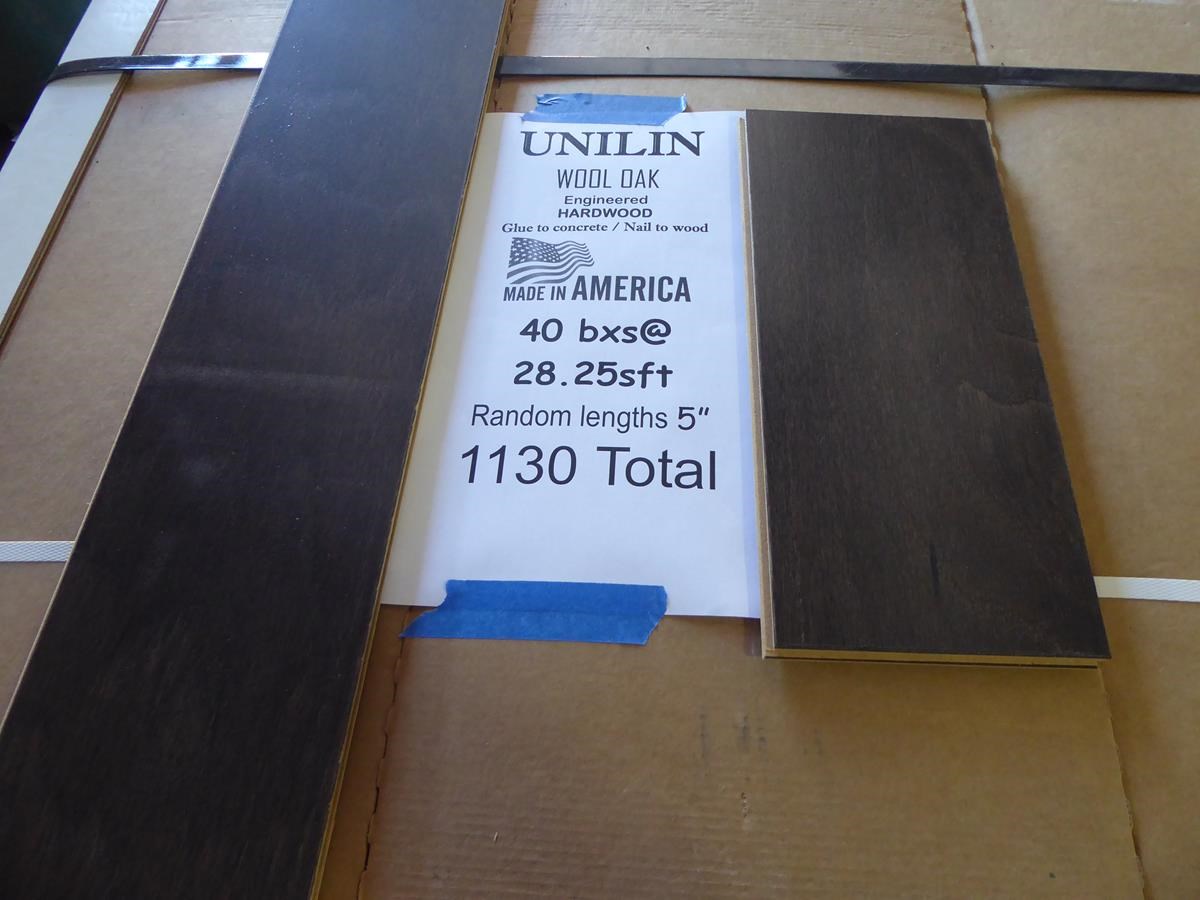 UNILIN
WOOL OAK
Engineered
HARDWOOD
Glue to concrete / Nail to wood
MADE IN AMERICA
40 bxs@
28.25sft
Random lengths 5"
1130 Total